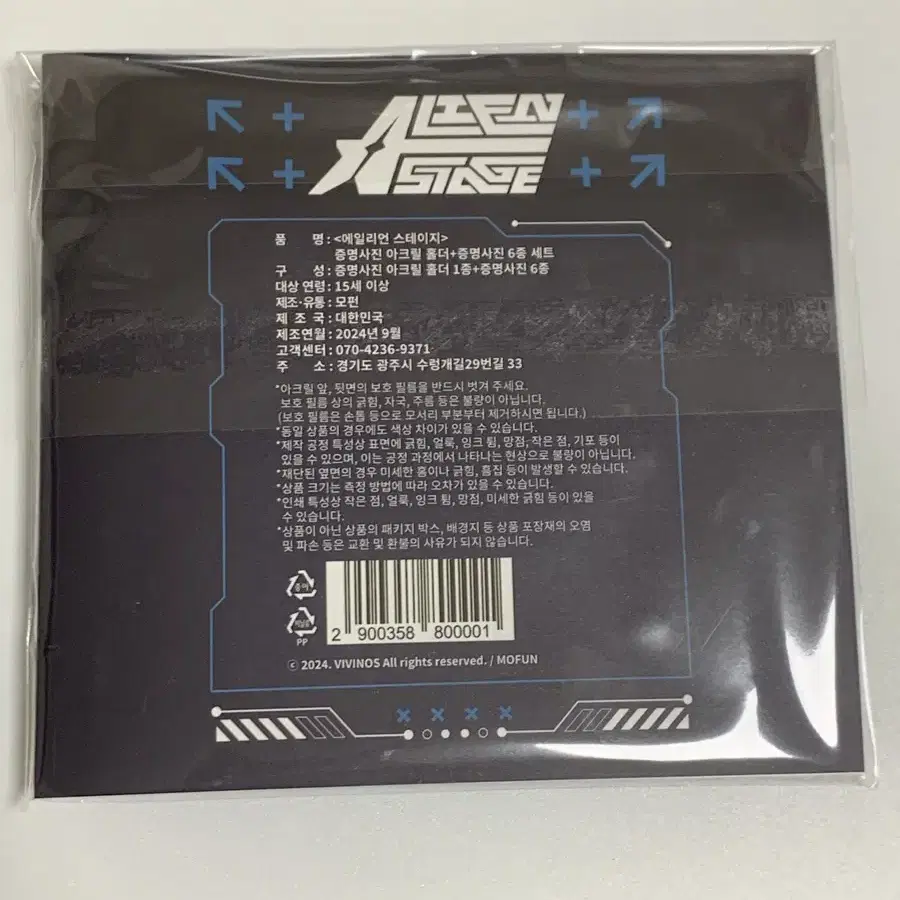 ALIEN
STAGE
품 명 : <에일리언 스테이지>
증명사진 아크릴 홀더+증명사진 6종 세트
구 성 : 증명사진 아크릴 홀더 1종+증명사진 6종
대상 연령 : 15세 이상
제조·유통 : 모펀
제 조 국 : 대한민국
제조연월 : 2024년 9월
고객센터 : 070-4236-9371
주 소 : 경기도 광주시 수렁개길29번길 33
*아크릴 앞, 뒷면의 보호 필름을 반드시 벗겨 주세요.
보호 필름 상의 긁힘, 자국, 주름 등은 불량이 아닙니다.
(보호 필름은 손톱 등으로 모서리 부분부터 제거하시면 됩니다.)
*동일 상품의 경우에도 색상 차이가 있을 수 있습니다.
*제작 공정 특성상 표면에 긁힘, 얼룩, 잉크 튐, 망점, 작은 점, 기포 등이
있을 수 있으며, 이는 공정 과정에서 나타나는 현상으로 불량이 아닙니다.
*재단된 옆면의 경우 미세한 홈이나 긁힘, 흠집 등이 발생할 수 있습니다.
*상품 크기는 측정 방법에 따라 오차가 있을 수 있습니다.
*인쇄 특성상 작은 점, 얼룩, 잉크 튐, 망점, 미세한 긁힘 등이 있을
수 있습니다.
*상품이 아닌 상품의 패키지 박스, 배경지 등 상품 포장재의 오염
및 파손 등은 교환 및 환불의 사유가 되지 않습니다.
종이
비닐류
PP
2 900358 800001
ⓒ 2024. VIVINOS All rights reserved. / MOFUN